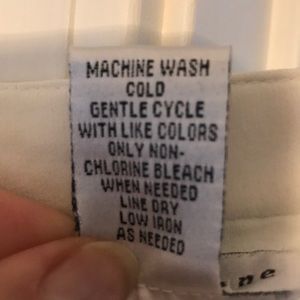 MACHINE WASH
COLD
GENTLE CYCLE
WITH LIKE COLORS
ONLY NON-
CHLORINE BLEACH
WHEN NEEDED
LINE DRY
LOW IRON
AS NEEDED